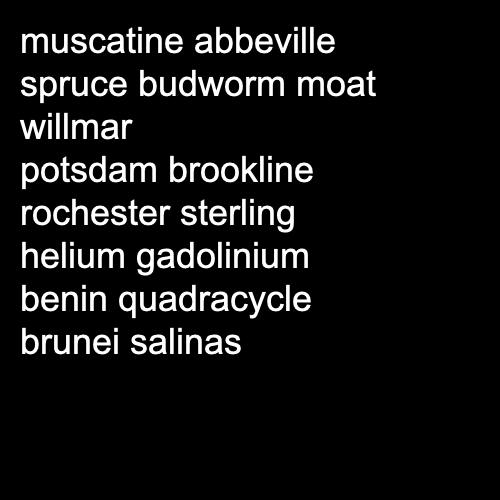 muscatine abbeville
spruce budworm moat
willmar
potsdam brookline
rochester sterling
helium gadolinium
benin quadracycle
brunei salinas